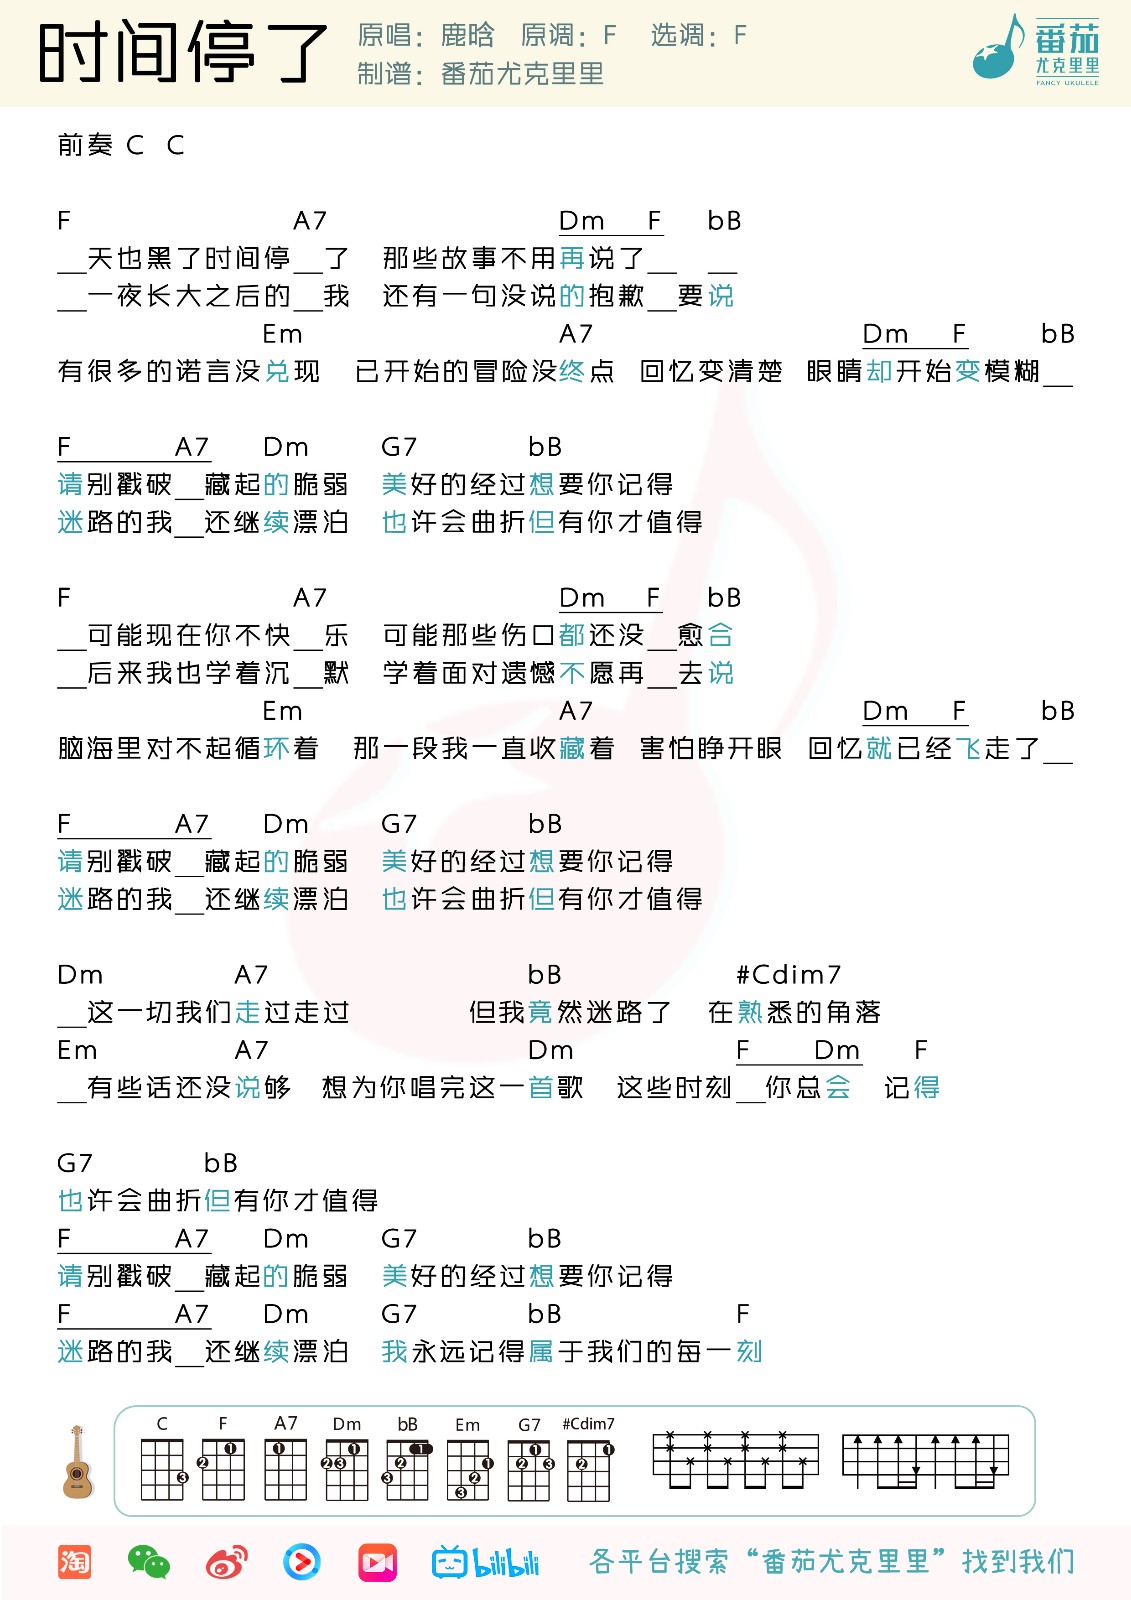 时间停了
原唱：鹿晗 原调：F 选调：F
制谱：番茄尤克里里
番茄
尤克里里
FANCY UKULELE
前奏 C C
F A7 Dm F bB
__天也黑了时间停__了 那些故事不用再说了__ __
__一夜长大之后的__我 还有一句没说的抱歉__要说
Em A7 Dm F bB
有很多的诺言没兑现 已开始的冒险没终点 回忆变清楚 眼睛却开始变模糊__
F A7 Dm G7 bB
请别戳破__藏起的脆弱 美好的经过想要你记得
迷路的我__还继续漂泊 也许会曲折但有你才值得
F A7 Dm F bB
__可能现在你不快__乐 可能那些伤口都还没__愈合
__后来我也学着沉__默 学着面对遗憾不愿再__去说
Em A7 Dm F bB
脑海里对不起循环着 那一段我一直收藏着 害怕睁开眼 回忆就已经飞走了__
F A7 Dm G7 bB
请别戳破__藏起的脆弱 美好的经过想要你记得
迷路的我__还继续漂泊 也许会曲折但有你才值得
Dm A7 bB #Cdim7
__这一切我们走过走过 但我竟然迷路了 在熟悉的角落
Em A7 Dm F Dm F
__有些话还没说够 想为你唱完这一首歌 这些时刻__你总会 记得
G7 bB
也许会曲折但有你才值得
F A7 Dm G7 bB
请别戳破__藏起的脆弱 美好的经过想要你记得
F A7 Dm G7 bB F
迷路的我__还继续漂泊 我永远记得属于我们的每一刻
C F A7 Dm bB Em G7 #Cdim7
3 2 1 1 2 3 1 1 2 3 1 2 3 1 2 3 1 2
淘 bilibili 各平台搜索“番茄尤克里里”找到我们